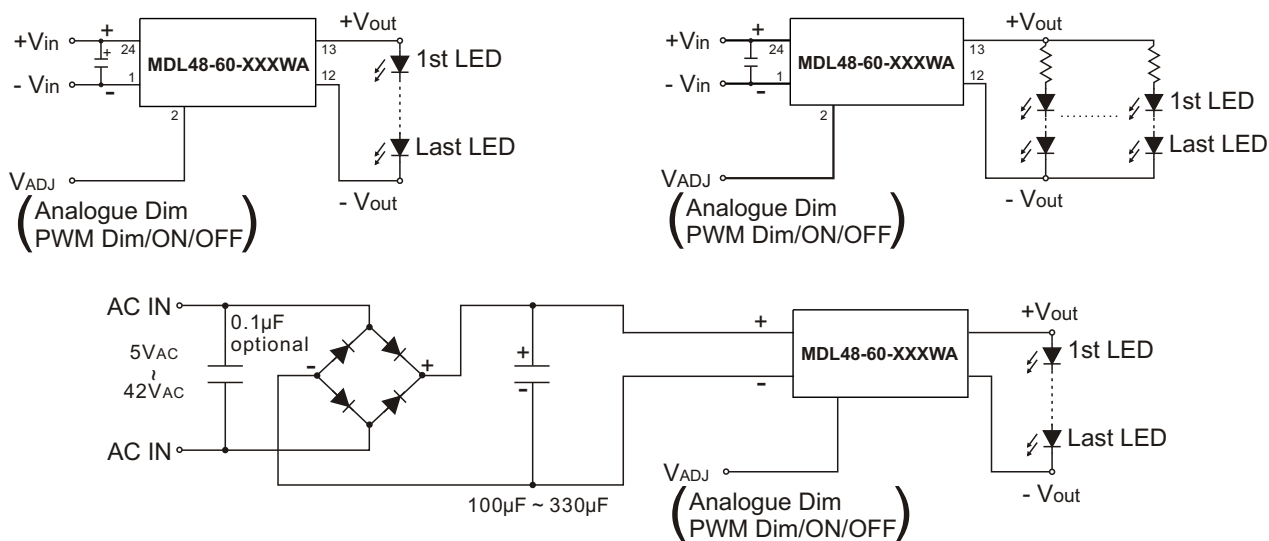 +Vout
+Vin
+
24
13
+
MDL48-60-XXXWA
1st LED
- Vin
1
12
-
2
Last LED
VADJ
- Vout
(Analogue Dim
PWM Dim/ON/OFF)
+Vout
+Vin
+
24
13
+
MDL48-60-XXXWA
- Vin
1
12
-
2
1st LED
Last LED
VADJ
- Vout
(Analogue Dim
PWM Dim/ON/OFF)
AC IN
0.1µF
optional
5VAC
~
42VAC
AC IN
-
+
+
-
100µF ~ 330µF
+
-
MDL48-60-XXXWA
+Vout
1st LED
Last LED
- Vout
VADJ
(Analogue Dim
PWM Dim/ON/OFF)